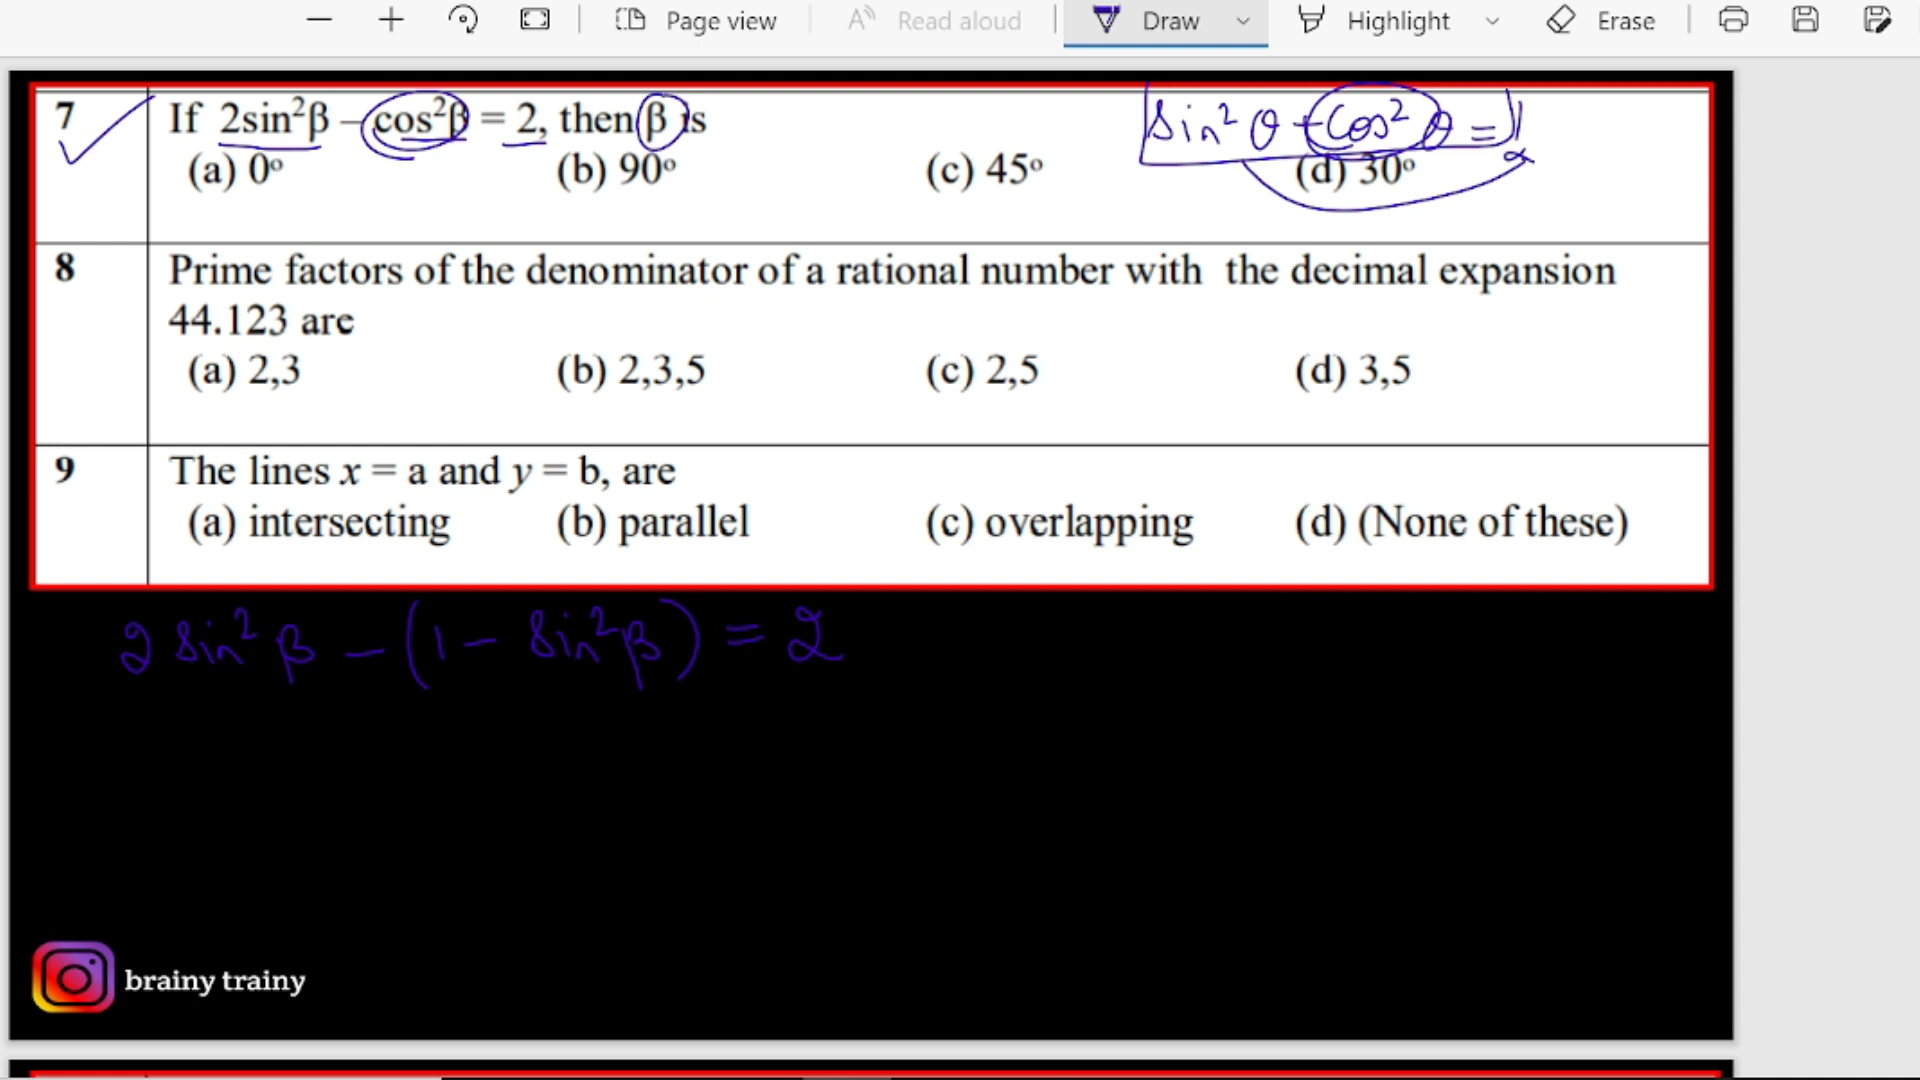 Page view Read aloud Draw Highlight Erase
7 If 2sin²β – cos²β = 2, then β is
sin² θ + cos² θ = 1
(a) 0° (b) 90° (c) 45° (d) 30°
8 Prime factors of the denominator of a rational number with the decimal expansion
44.123 are
(a) 2,3 (b) 2,3,5 (c) 2,5 (d) 3,5
9 The lines x = a and y = b, are
(a) intersecting (b) parallel (c) overlapping (d) (None of these)
2 sin² β – (1 – sin² β) = 2
brainy trainy